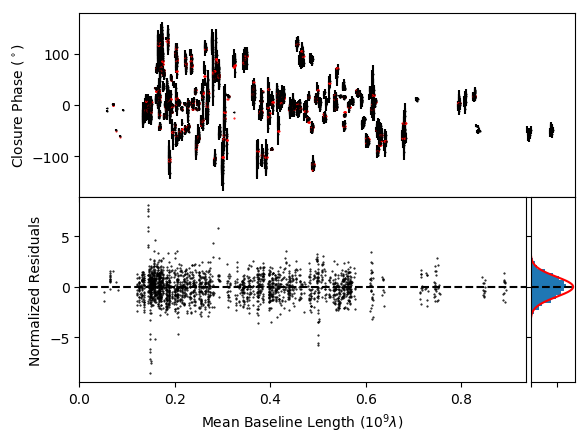 Closure Phase (°)
100
0
−100
Normalized Residuals
5
0
−5
0.0 0.2 0.4 0.6 0.8
Mean Baseline Length (10⁹λ)